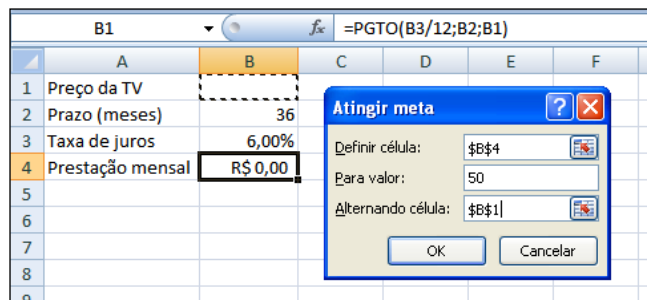 B1 fx =PGTO(B3/12;B2;B1)
A B C D E F
1 Preço da TV
2 Prazo (meses) 36
3 Taxa de juros 6,00%
4 Prestação mensal R$ 0,00
5
6
7
8
9
Atingir meta ?
Definir célula: $B$4
Para valor: 50
Alternando célula: $B$1
OK Cancelar